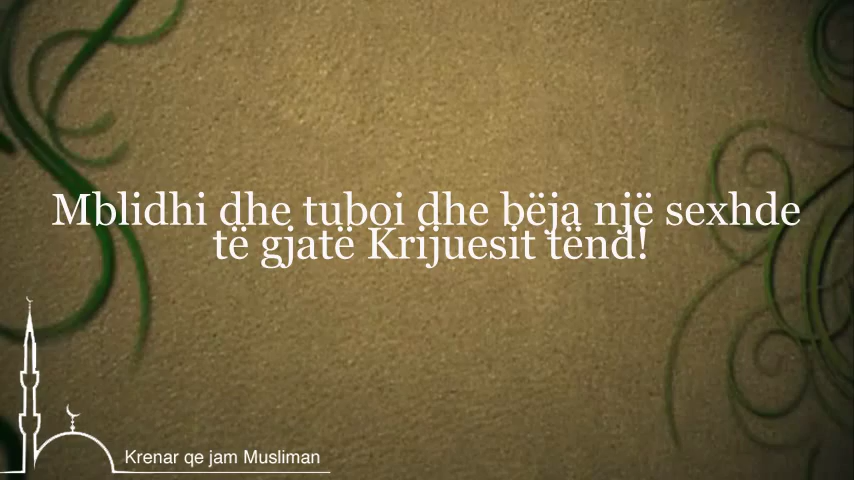 Mblidhi dhe tuboi dhe bëja një sexhde
të gjatë Krijuesit tënd!
Krenar qe jam Musliman